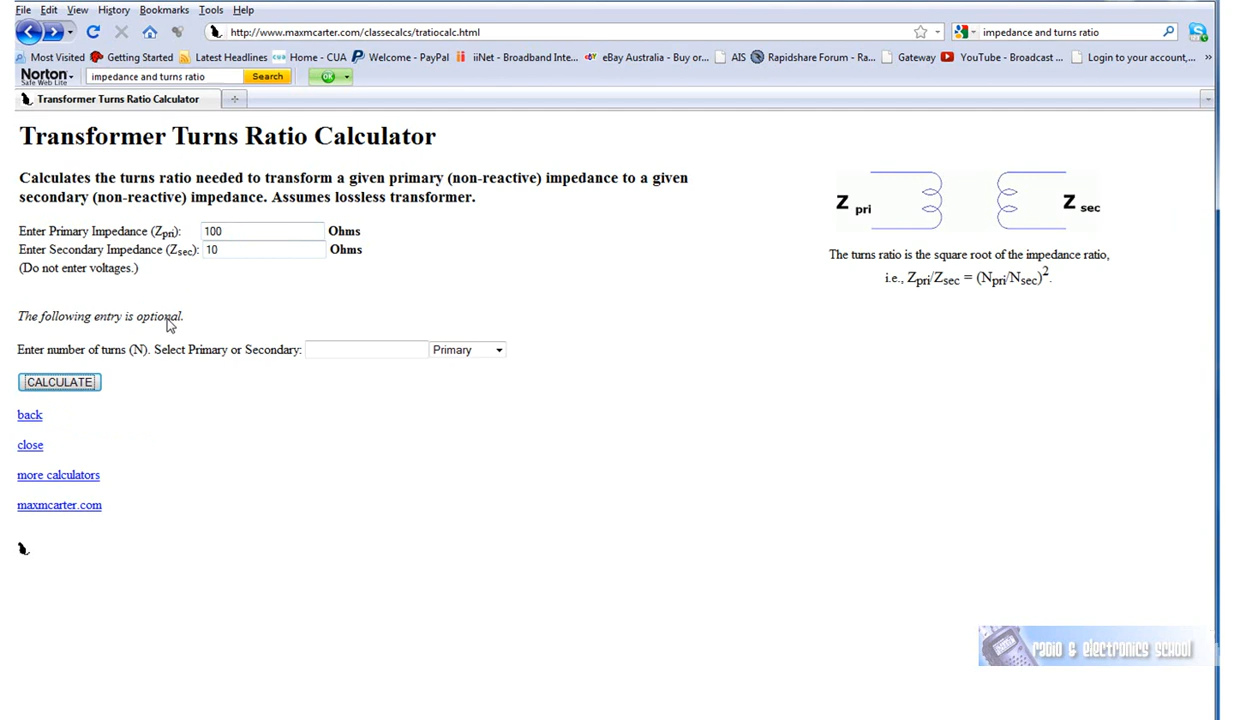 File Edit View History Bookmarks Tools Help
http://www.maxmcarter.com/classecalcs/tratiocalc.html
impedance and turns ratio
Most Visited Getting Started Latest Headlines cua Home - CUA Welcome - PayPal iiNet - Broadband Inte... eBay Australia - Buy or... AIS Rapidshare Forum - Ra... Gateway YouTube - Broadcast ... Login to your account,... »
Norton
Safe Web Lite
impedance and turns ratio Search OK
Transformer Turns Ratio Calculator
Transformer Turns Ratio Calculator
Calculates the turns ratio needed to transform a given primary (non-reactive) impedance to a given
secondary (non-reactive) impedance. Assumes lossless transformer.
Enter Primary Impedance (Zpri): 100 Ohms
Enter Secondary Impedance (Zsec): 10 Ohms
(Do not enter voltages.)
Z pri Z sec
The turns ratio is the square root of the impedance ratio,
i.e., Zpri/Zsec = (Npri/Nsec)2.
The following entry is optional.
Enter number of turns (N). Select Primary or Secondary: Primary
CALCULATE
back
close
more calculators
maxmcarter.com
RADIO & ELECTRONICS SCHOOL